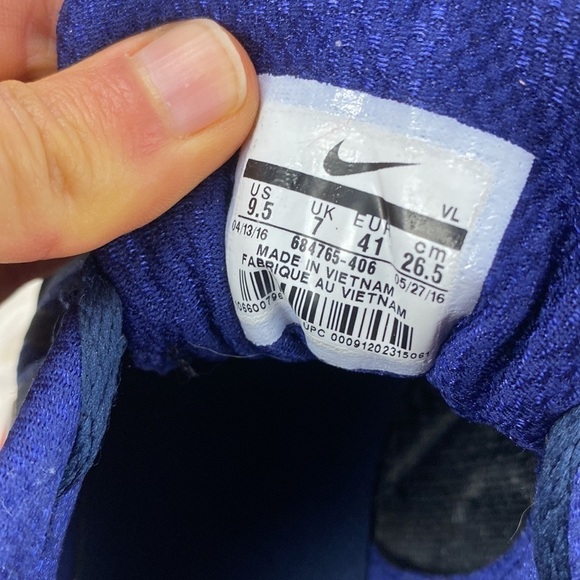 VL
US UK EUR cm
9.5 7 41 26.5
04/13/16 684765-406 05/27/16
MADE IN VIETNAM
FABRIQUE AU VIETNAM
UPC 00091202315061